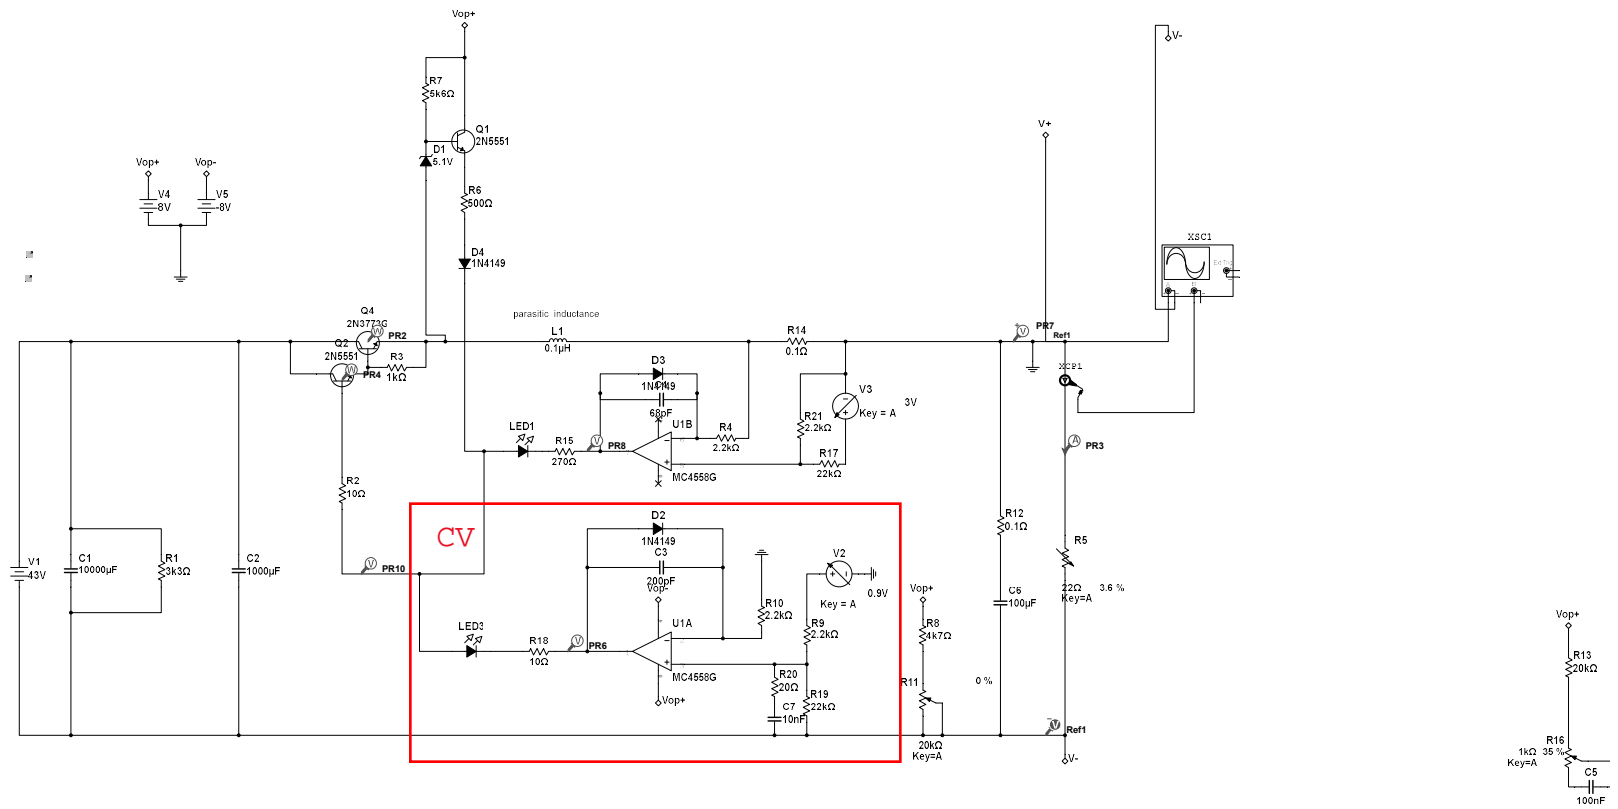 Vop+
V-
R7
5k6Ω
Q1
2N5551
D1
5.1V
V+
Vop+
Vop-
V4
8V
V5
-8V
R6
500Ω
XSC1
Ext Trig
D4
1N4149
Q4
2N3773G
PR2
parasitic inductance
L1
0.1µH
R14
0.1Ω
PR7
Ref1
Q2
2N5551
PR4
R3
1kΩ
D3
1N4149
68pF
XCP1
V3
3V
Key = A
R21
2.2kΩ
LED1
R15
270Ω
PR8
U1B
R4
2.2kΩ
MC4558G
R17
22kΩ
PR3
R2
10Ω
CV
D2
1N4149
R12
0.1Ω
V1
43V
C1
10000µF
R1
3k3Ω
C2
1000µF
PR10
C3
200pF
Vop-
V2
0.9V
Key = A
R5
22Ω
3.6 %
Key=A
C6
100µF
R10
2.2kΩ
R9
2.2kΩ
Vop+
R8
4k7Ω
LED3
R18
10Ω
PR6
U1A
MC4558G
Vop+
R20
20Ω
C7
10nF
R19
22kΩ
R11
0 %
20kΩ
Key=A
Ref1
V-
Vop+
R13
20kΩ
R16
1kΩ
35 %
Key=A
C5
100nF